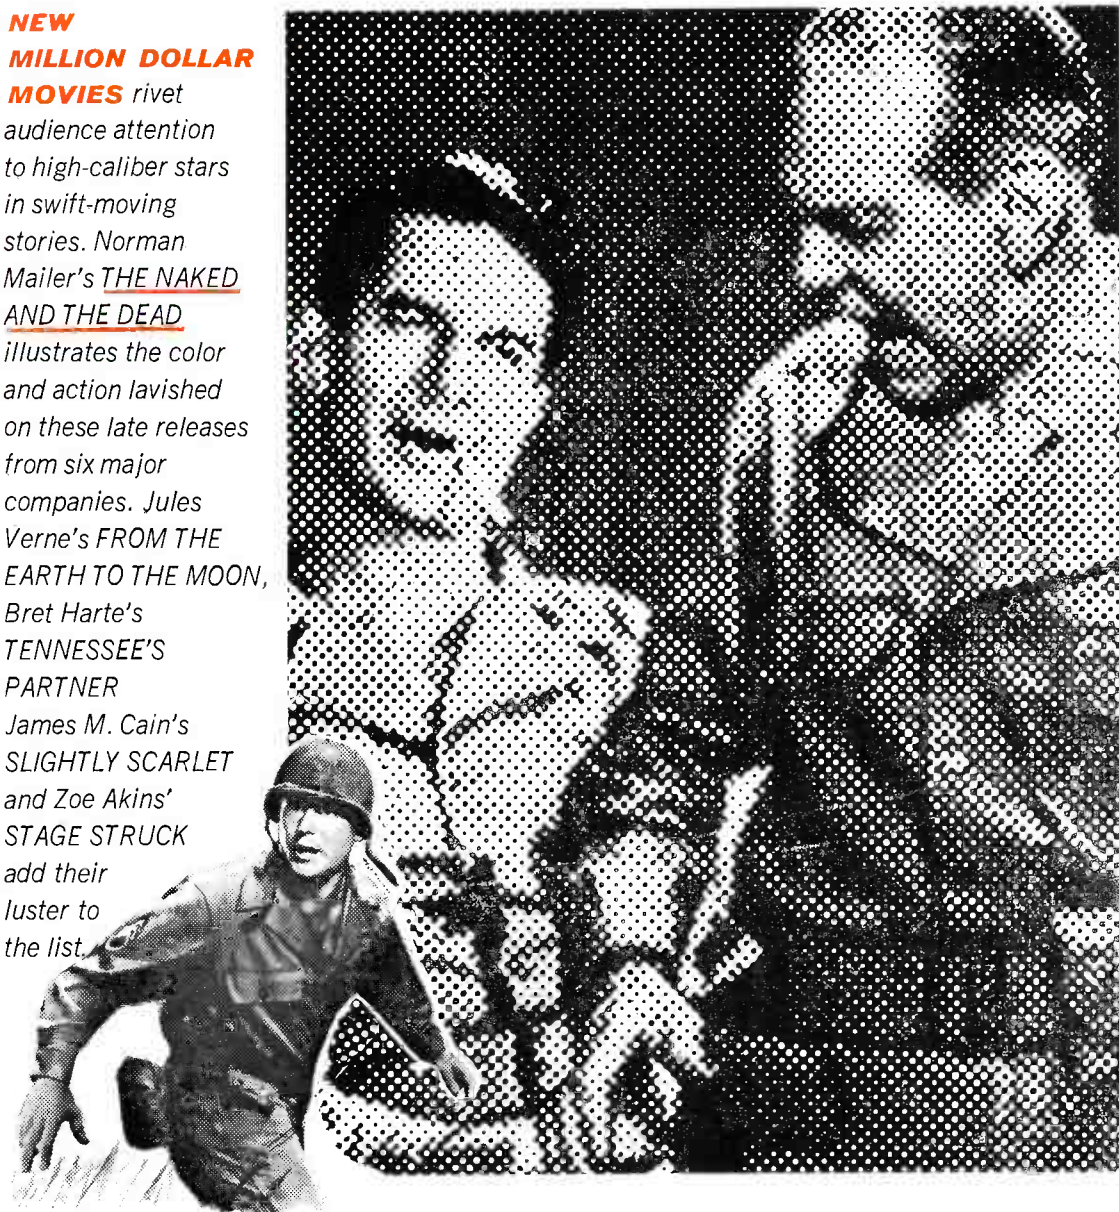 NEW
MILLION DOLLAR
MOVIES rivet
audience attention
to high-caliber stars
in swift-moving
stories. Norman
Mailer's THE NAKED
AND THE DEAD
illustrates the color
and action lavished
on these late releases
from six major
companies. Jules
Verne's FROM THE
EARTH TO THE MOON,
Bret Harte's
TENNESSEE'S
PARTNER
James M. Cain's
SLIGHTLY SCARLET
and Zoe Akins'
STAGE STRUCK
add their
luster to
the list.